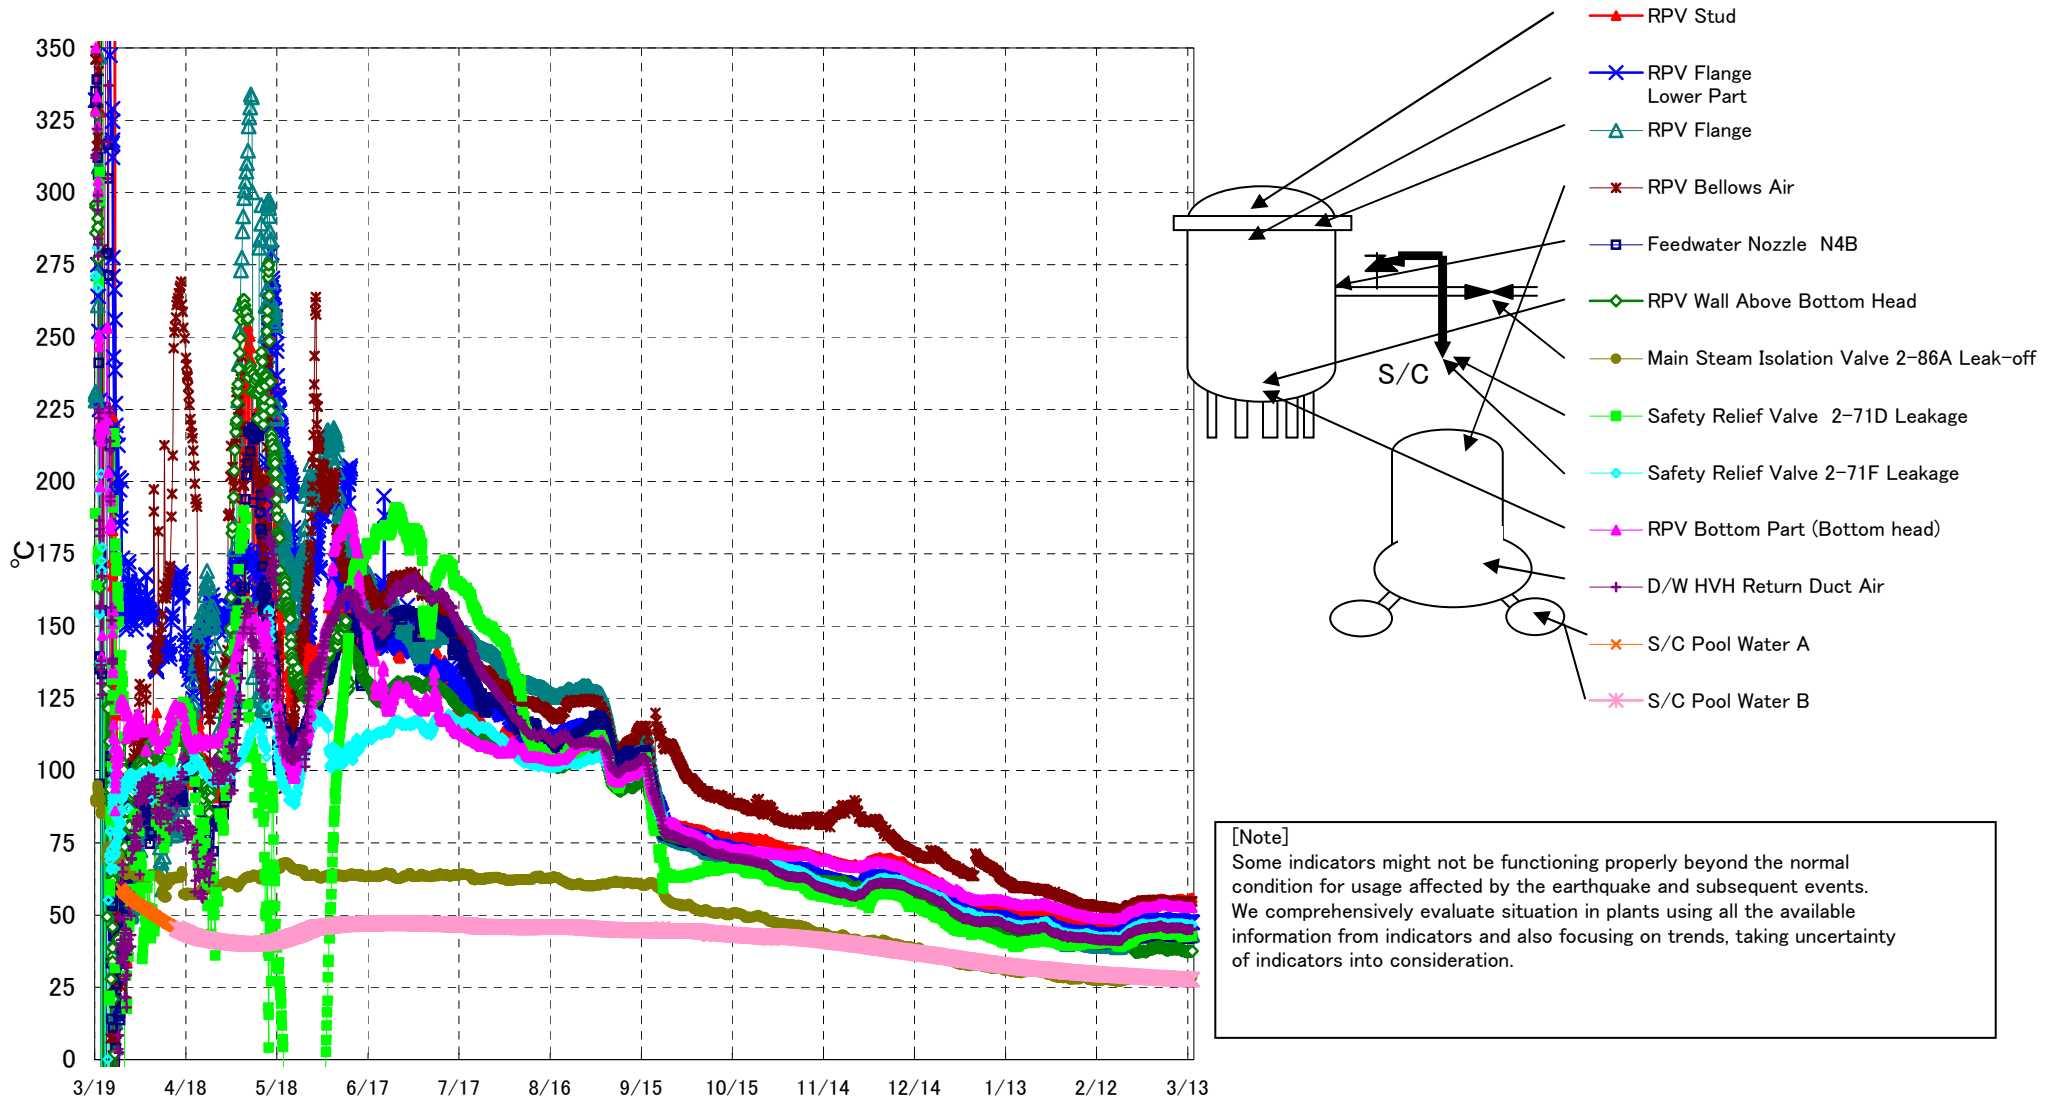 350
325
300
275
250
225
200
175
150
125
100
75
50
25
0
℃
3/19 4/18 5/18 6/17 7/17 8/16 9/15 10/15 11/14 12/14 1/13 2/12 3/13
RPV Stud
RPV Flange
Lower Part
RPV Flange
RPV Bellows Air
Feedwater Nozzle N4B
RPV Wall Above Bottom Head
Main Steam Isolation Valve 2-86A Leak-off
Safety Relief Valve 2-71D Leakage
Safety Relief Valve 2-71F Leakage
RPV Bottom Part (Bottom head)
D/W HVH Return Duct Air
S/C Pool Water A
S/C Pool Water B
S/C
[Note]
Some indicators might not be functioning properly beyond the normal
condition for usage affected by the earthquake and subsequent events.
We comprehensively evaluate situation in plants using all the available
information from indicators and also focusing on trends, taking uncertainty
of indicators into consideration.